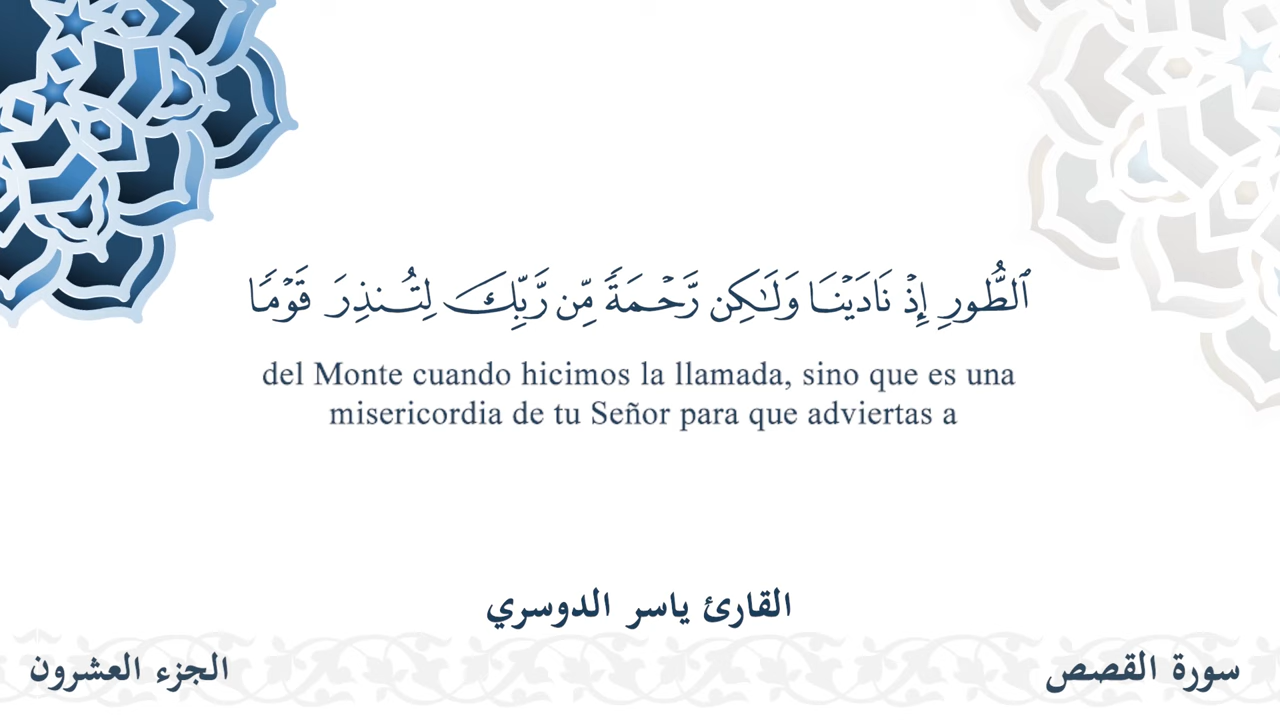 ٱلطُّورِ إِذْ نَادَيْنَا وَلَٰكِن رَّحْمَةً مِّن رَّبِّكَ لِتُنذِرَ قَوْمًا
del Monte cuando hicimos la llamada, sino que es una
misericordia de tu Señor para que adviertas a
القارئ ياسر الدوسري
سورة القصص
الجزء العشرون